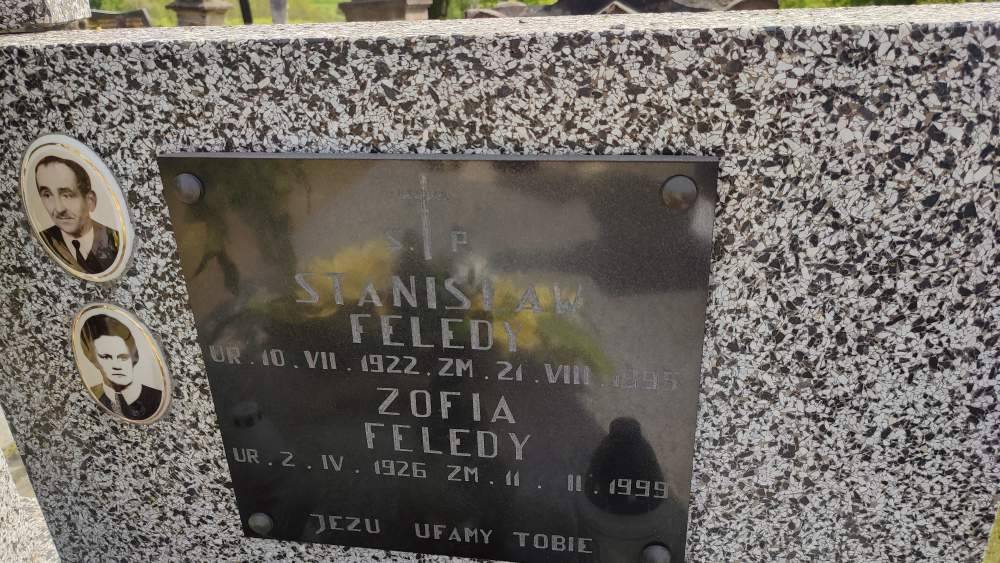 S. P.
STANISŁAW
FELEDY
UR. 10. VII. 1922. ZM. 21. VIII. 1995
ZOFIA
FELEDY
UR. 2. IV. 1926 ZM. 11. II. 1999
JEZU UFAMY TOBIE